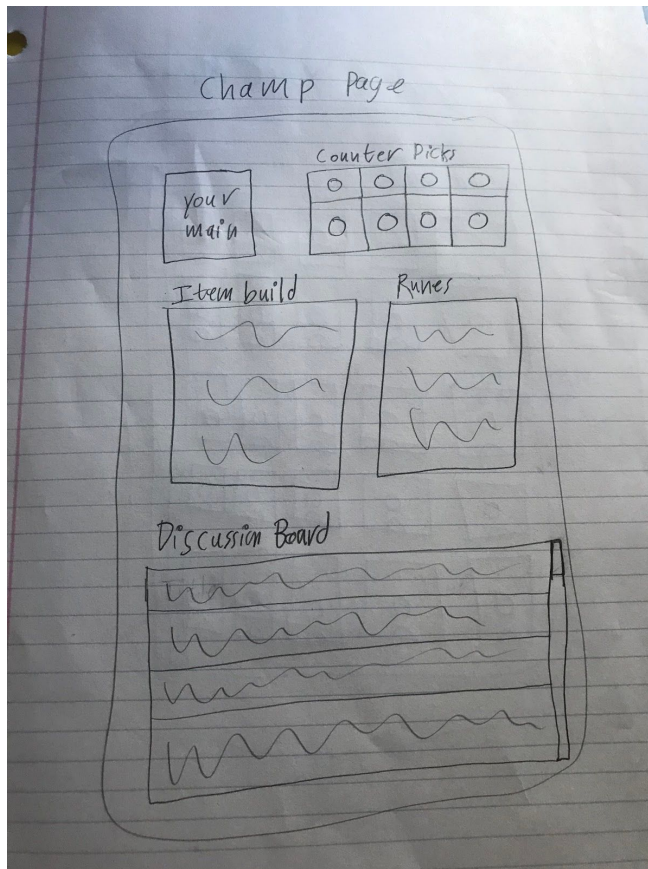 Champ Page
Counter Picks
your
main
Item build
Runes
Discussion Board